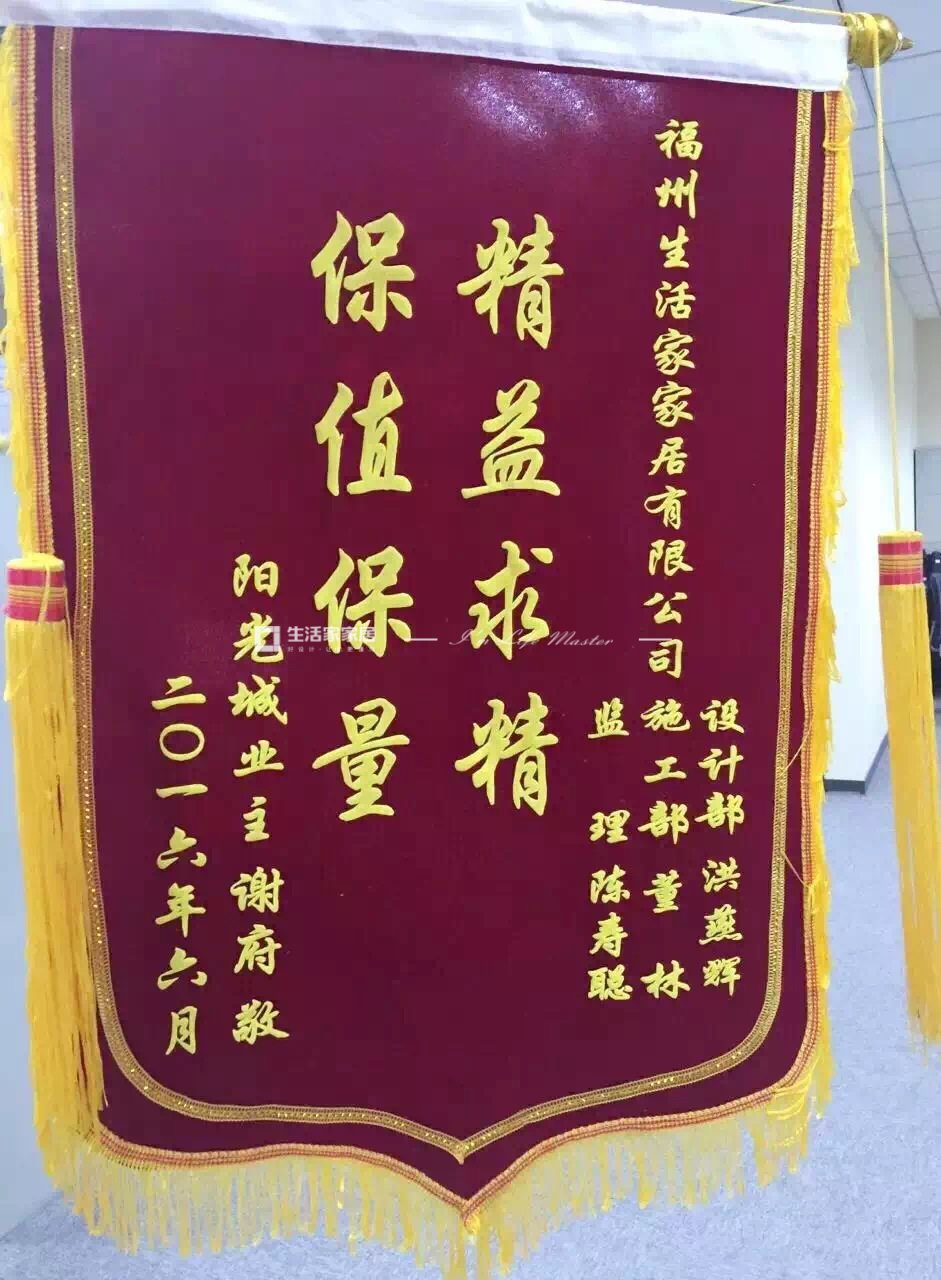 福州生活家家居有限公司
设计部 洪燕辉
施工部 董林
监 理 陈寿聪
精益求精
保值保量
阳光城业主谢府敬
二〇一六年六月
生活家家居